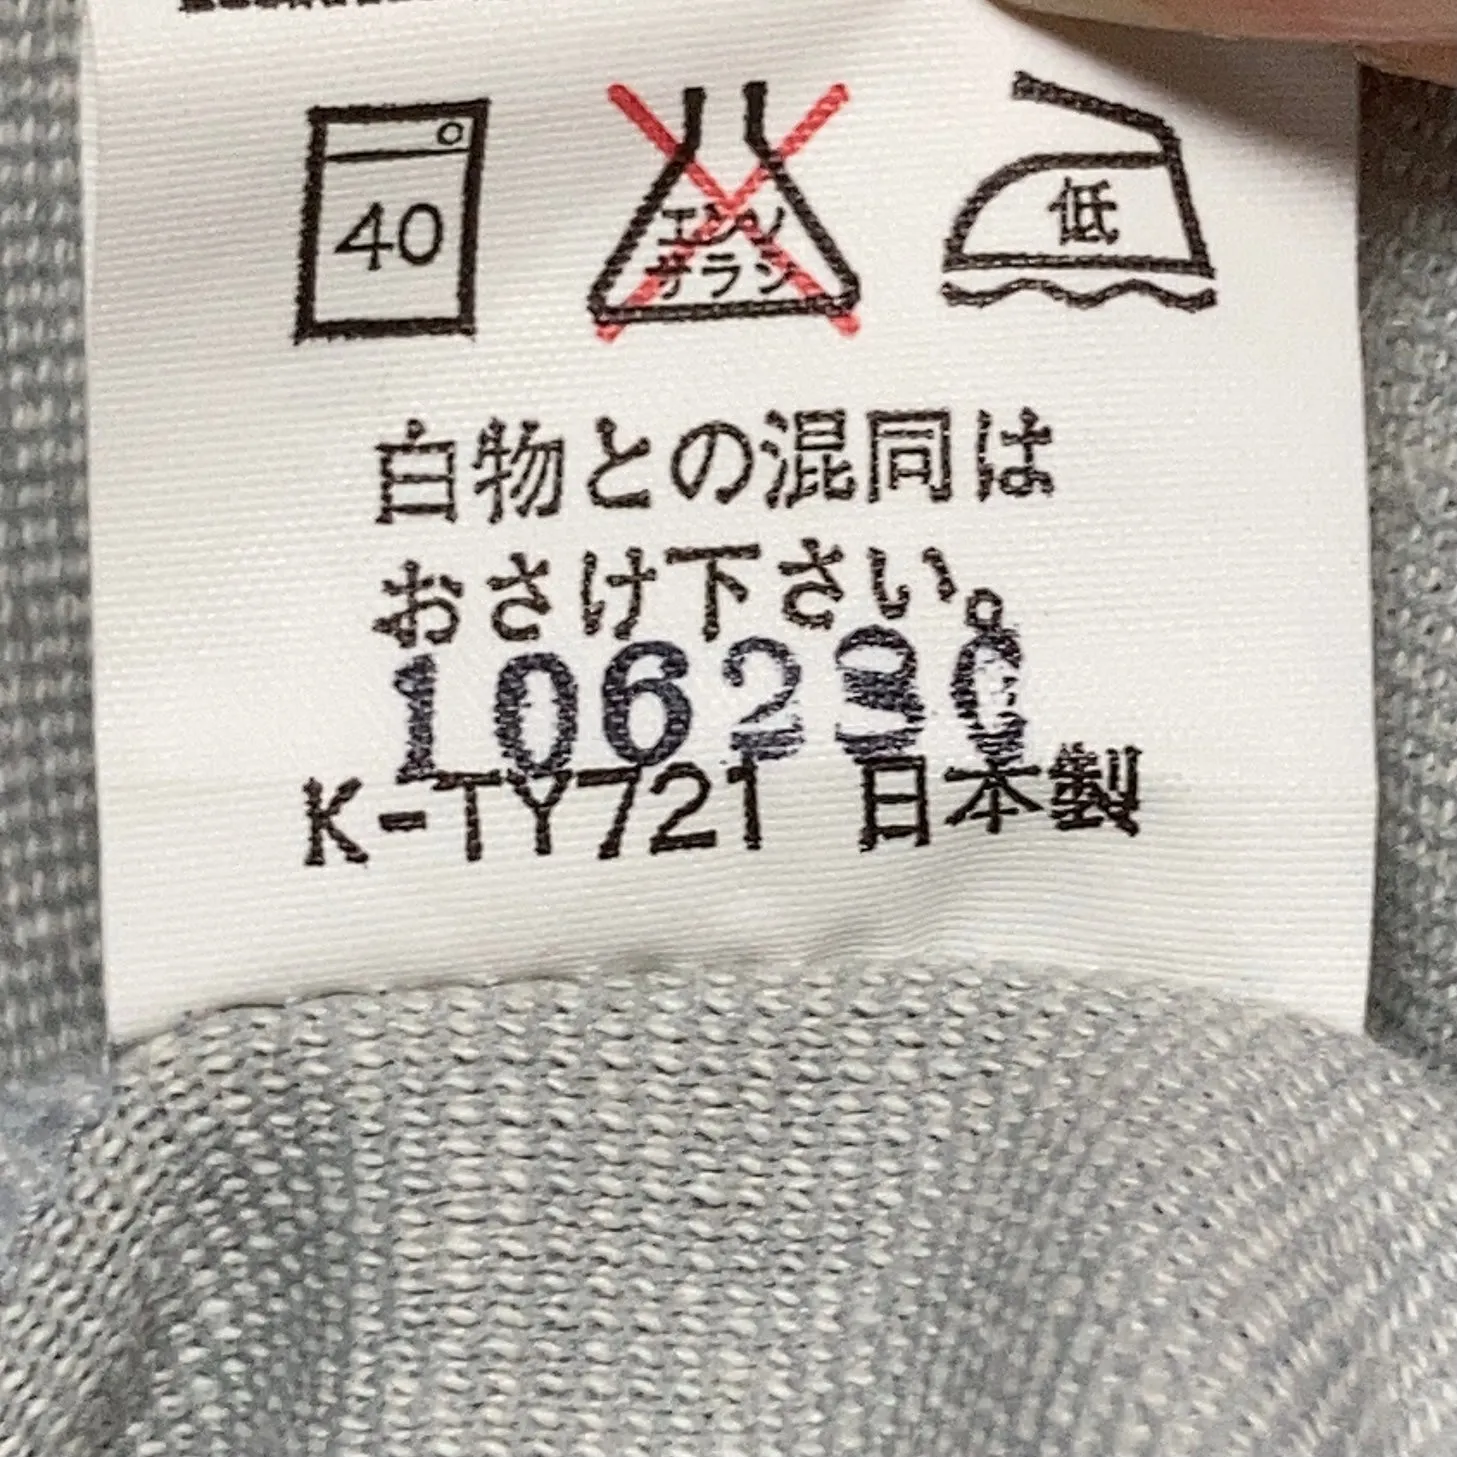 40
エンソ
サラシ
低
白物との混同は
おさけ下さい。
K-TY721 日本製